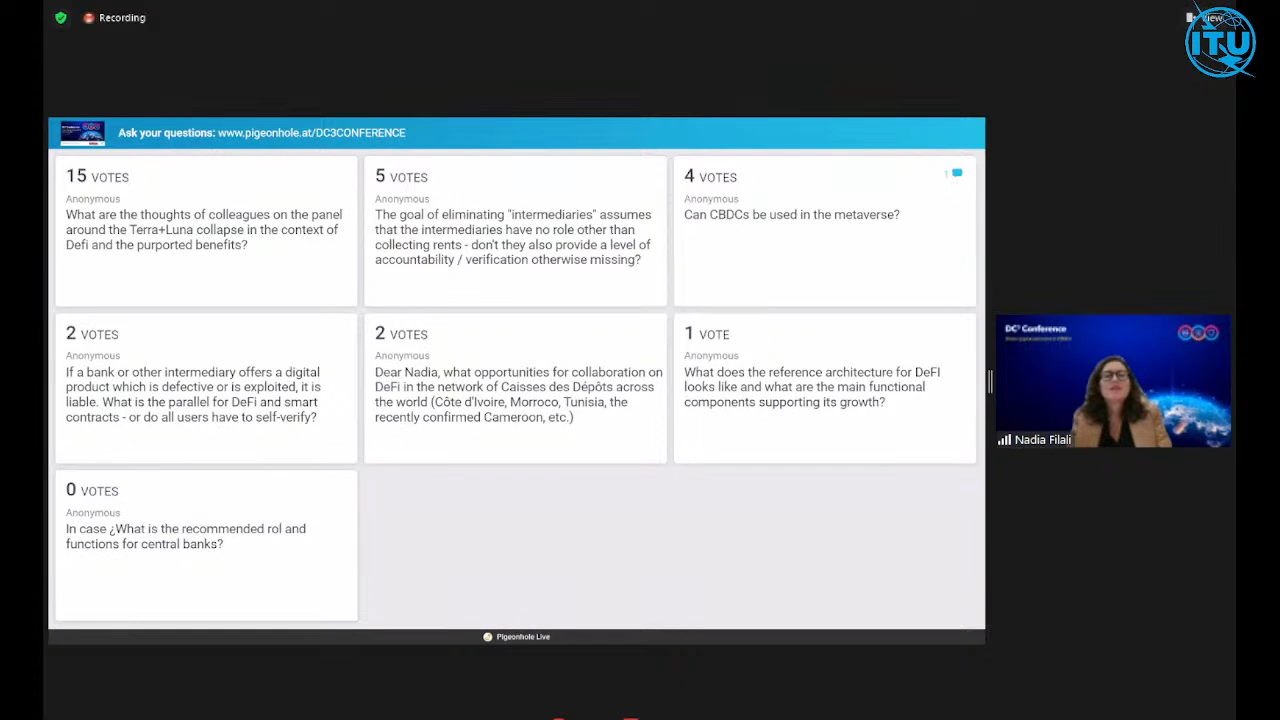 Recording
View
ITU
Ask your questions: www.pigeonhole.at/DC3CONFERENCE
15 VOTES
Anonymous
What are the thoughts of colleagues on the panel
around the Terra+Luna collapse in the context of
Defi and the purported benefits?
5 VOTES
Anonymous
The goal of eliminating "intermediaries" assumes
that the intermediaries have no role other than
collecting rents - don't they also provide a level of
accountability / verification otherwise missing?
4 VOTES
1
Anonymous
Can CBDCs be used in the metaverse?
2 VOTES
Anonymous
If a bank or other intermediary offers a digital
product which is defective or is exploited, it is
liable. What is the parallel for DeFi and smart
contracts - or do all users have to self-verify?
2 VOTES
Anonymous
Dear Nadia, what opportunities for collaboration on
DeFi in the network of Caisses des Dépôts across
the world (Côte d'Ivoire, Morroco, Tunisia, the
recently confirmed Cameroon, etc.)
1 VOTE
Anonymous
What does the reference architecture for DeFI
looks like and what are the main functional
components supporting its growth?
0 VOTES
Anonymous
In case ¿What is the recommended rol and
functions for central banks?
Pigeonhole Live
DC³ Conference
Nadia Filali